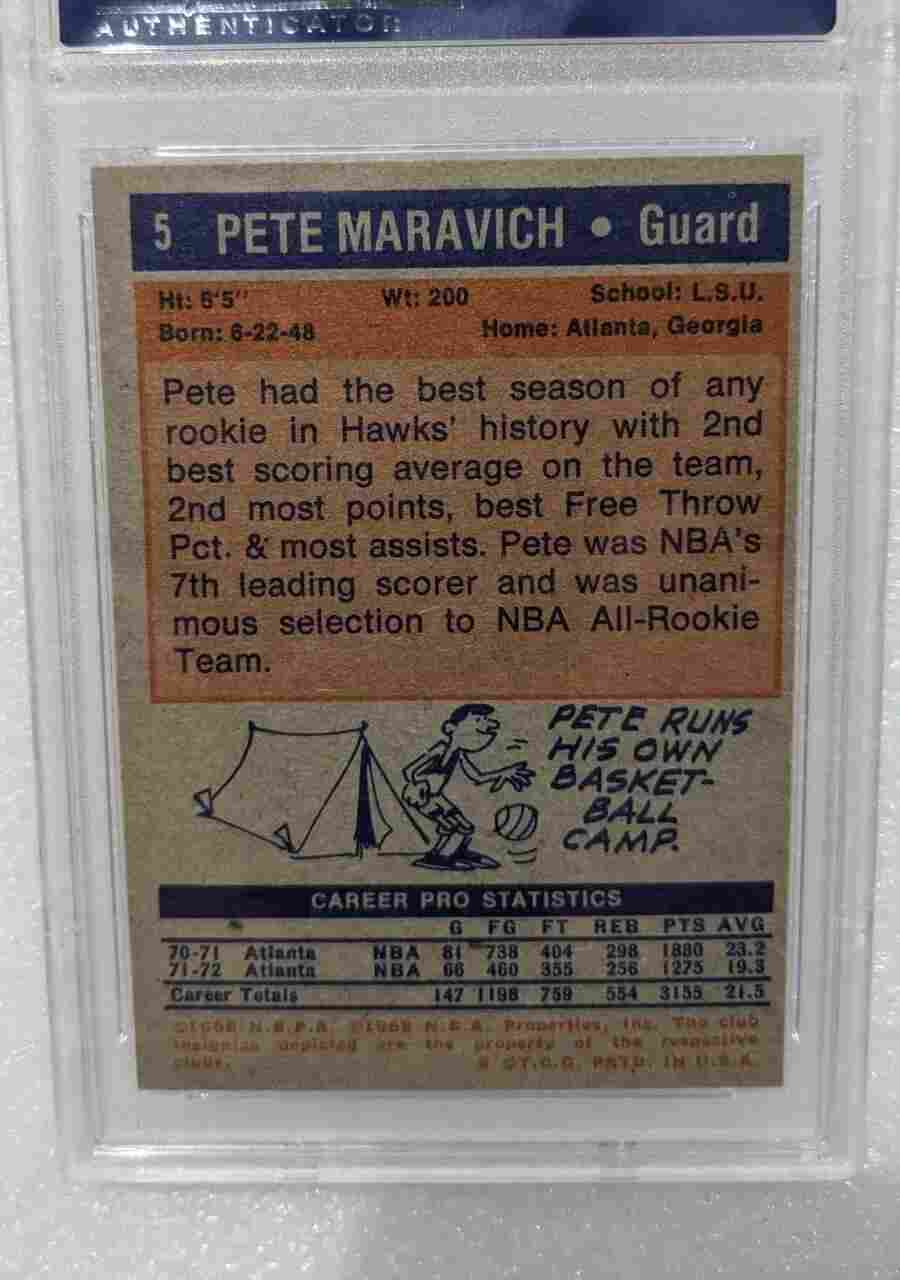 AUTHENTICATOR
5 PETE MARAVICH • Guard
Ht: 6'5" Wt: 200 School: L.S.U.
Born: 6-22-48 Home: Atlanta, Georgia
Pete had the best season of any
rookie in Hawks' history with 2nd
best scoring average on the team,
2nd most points, best Free Throw
Pct. & most assists. Pete was NBA's
7th leading scorer and was unani-
mous selection to NBA All-Rookie
Team.
PETE RUNS
HIS OWN
BASKET-
BALL
CAMP.
CAREER PRO STATISTICS
G FG FT REB PTS AVG
70-71 Atlanta NBA 81 738 404 298 1880 23.2
71-72 Atlanta NBA 66 460 355 256 1275 19.3
Career Totals 147 1198 759 554 3155 21.5
©1968 N.B.P.A. ©1968 N.B.A. Properties, Inc. The club
insignias depicted are the property of the respective
clubs. © T.C.G. PRTD. IN U.S.A.